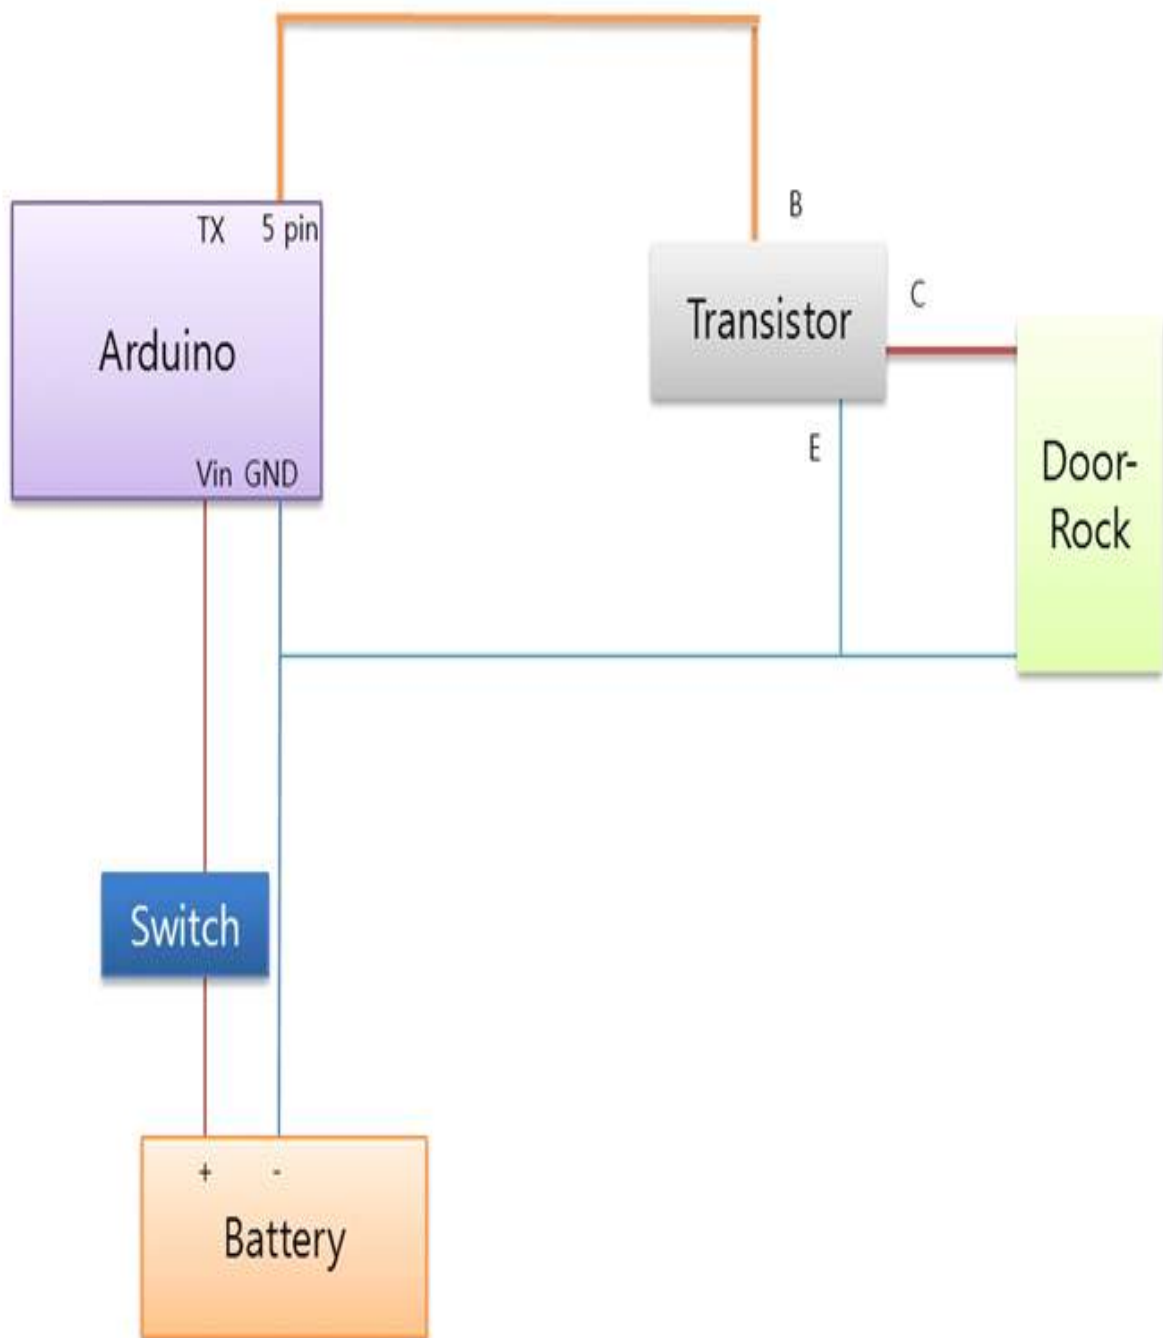 B
TX 5 pin
C
Transistor
Arduino
E
Door-
Rock
Vin GND
Switch
+ -
Battery